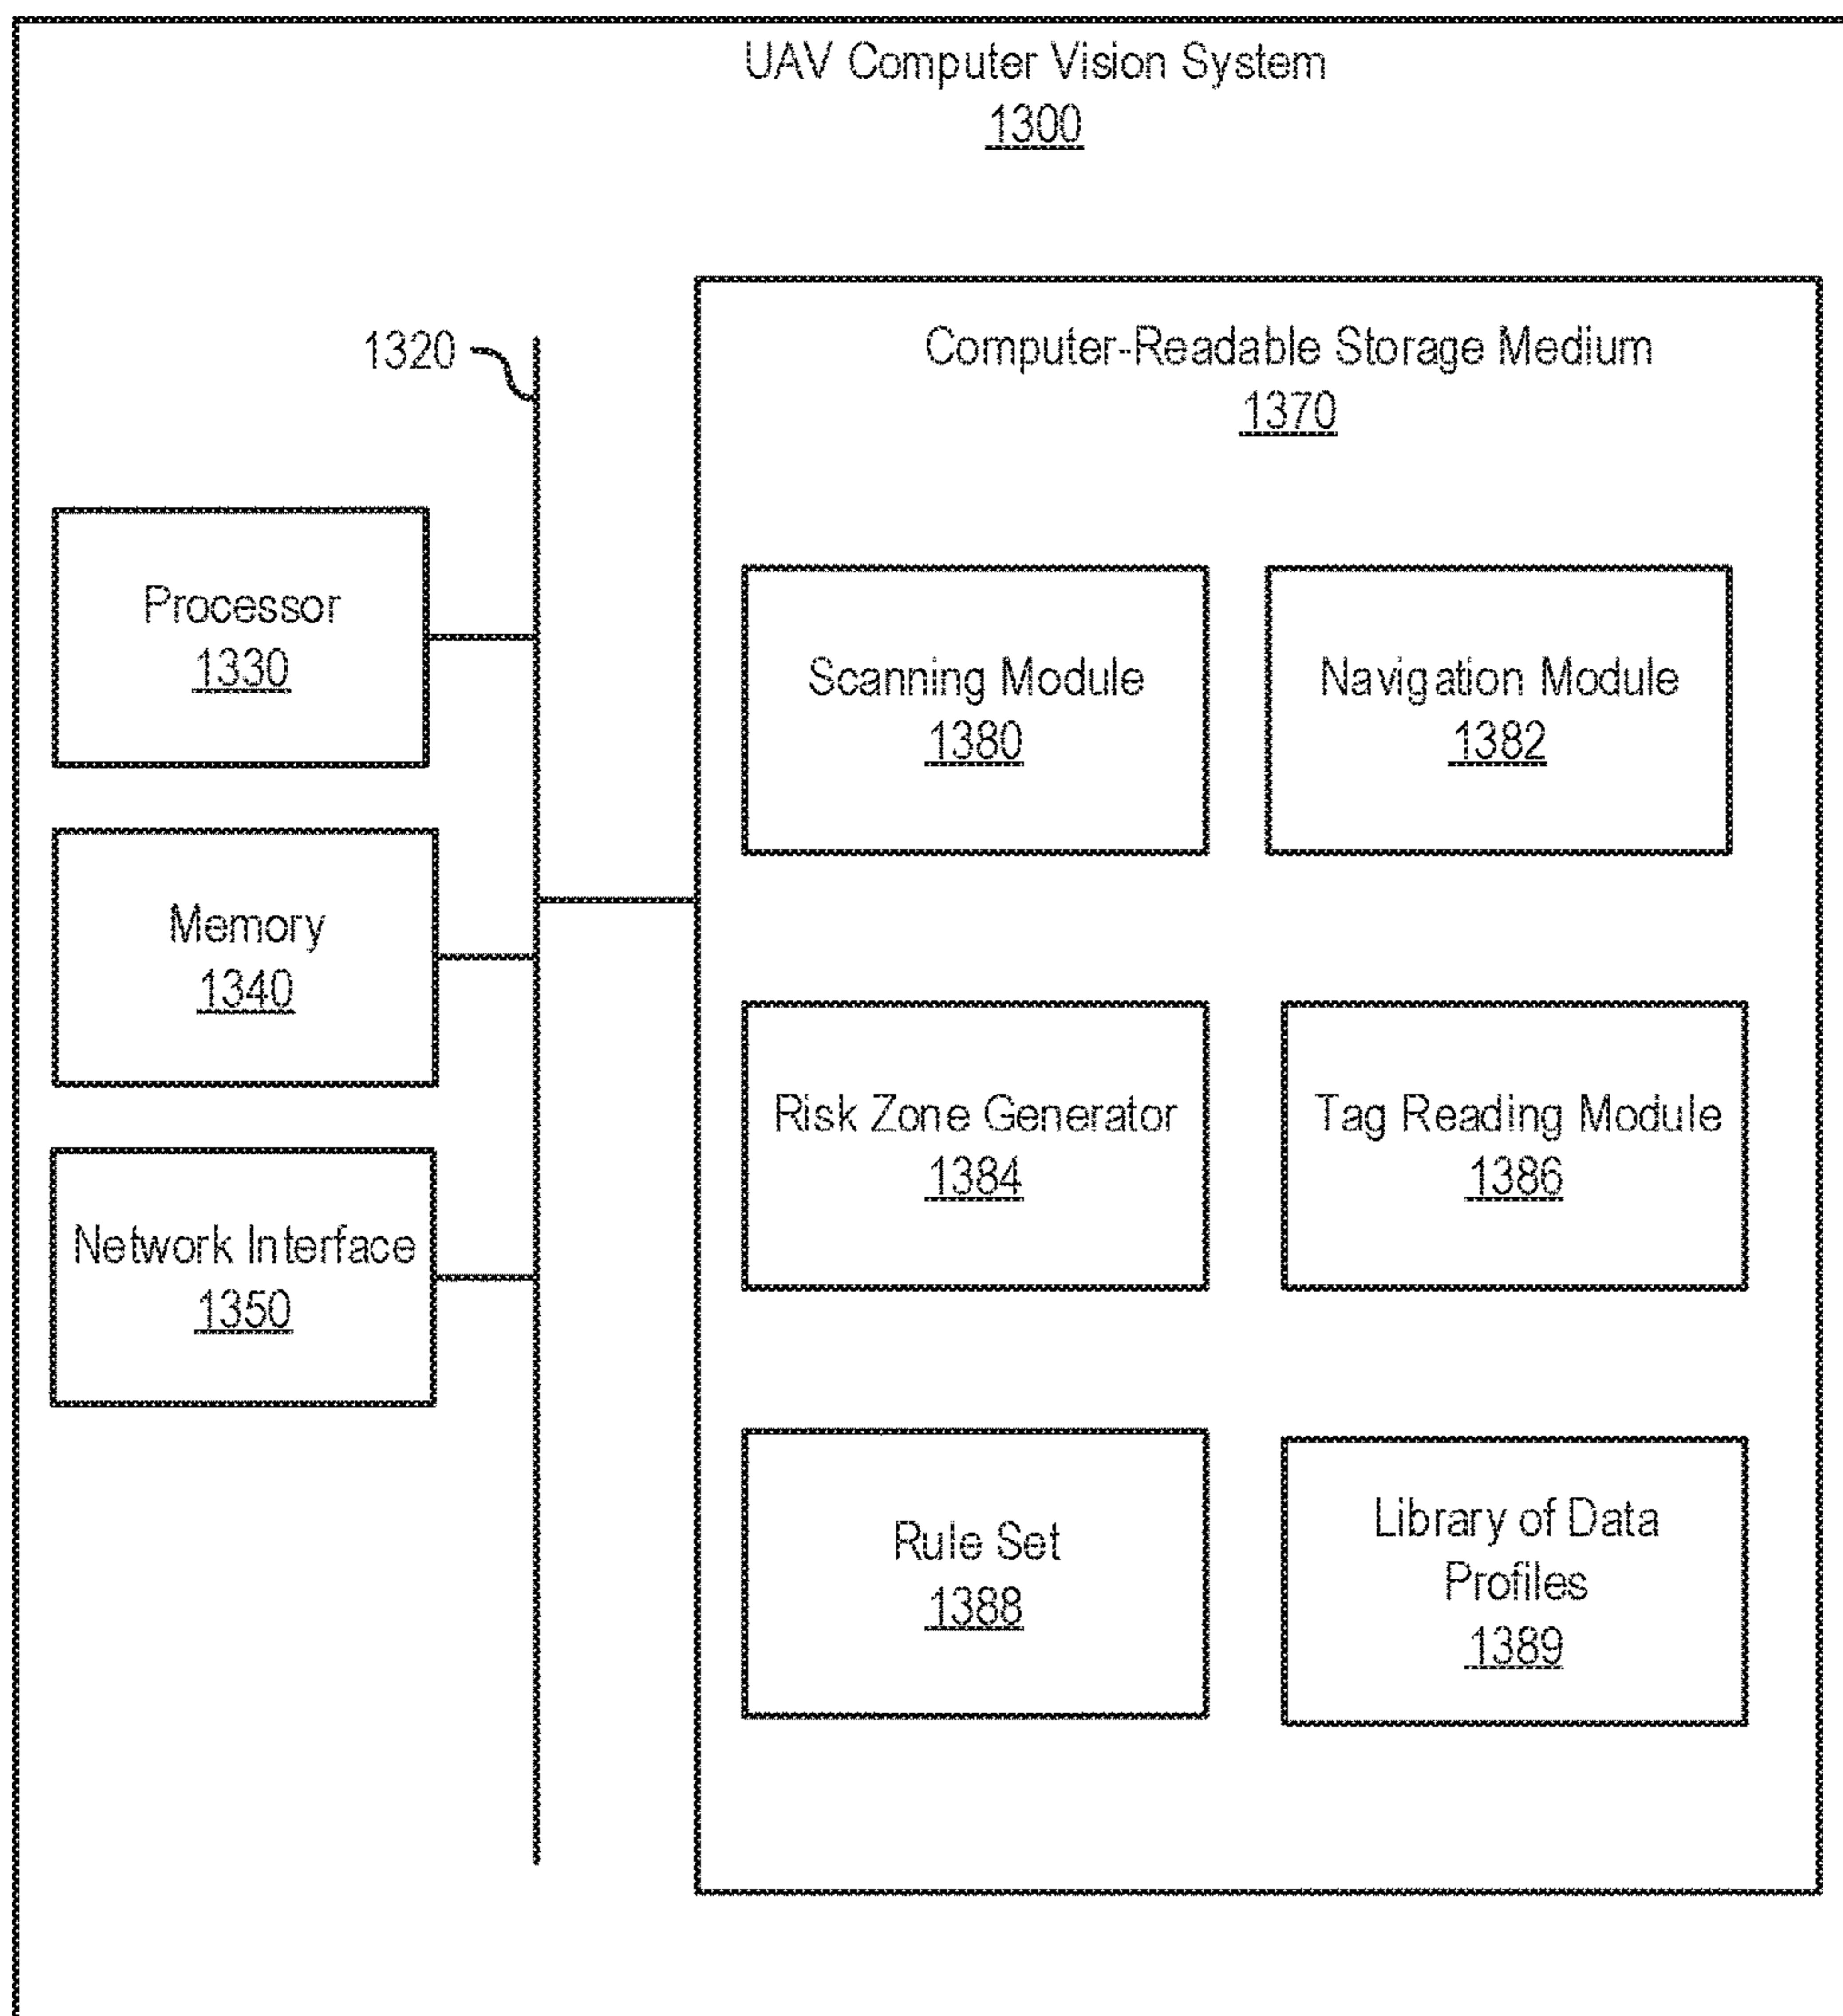 UAV Computer Vision System
1300
1320
Computer-Readable Storage Medium
1370
Processor
1330
Memory
1340
Network Interface
1350
Scanning Module
1380
Navigation Module
1382
Risk Zone Generator
1384
Tag Reading Module
1386
Rule Set
1388
Library of Data
Profiles
1389